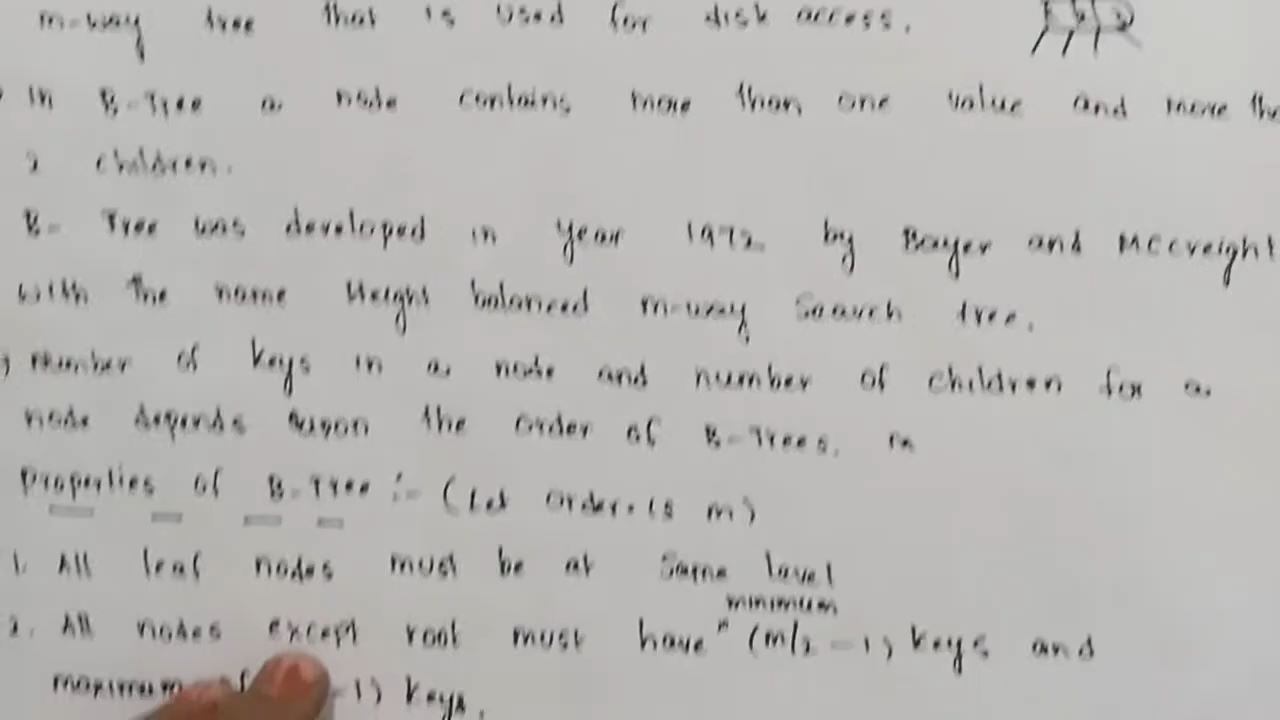 m-way tree that is used for disk access.
In B-Tree a node contains more than one value and more tha
2 children.
B- Tree was developed in year 1972 by Bayer and McCreight
with the name Height balanced m-way Search tree.
number of keys in a node and number of children for a
node depends upon the order of B-Trees.
Properties of B-Tree :- (Let order is m)
1. All leaf nodes must be at same level
minimum
2. All nodes except root must have (m/2 -1) keys and
maximum of -1) keys.